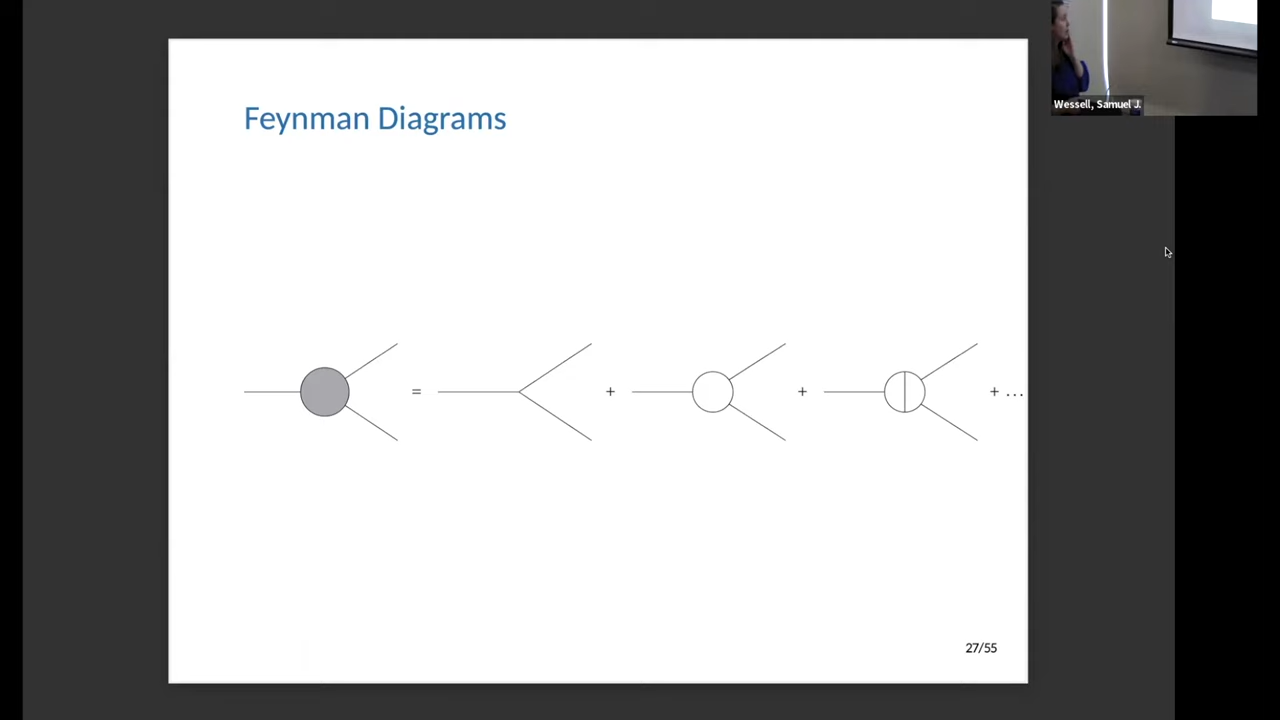 Wessell, Samuel J.
Feynman Diagrams
= + + + ...
27/55